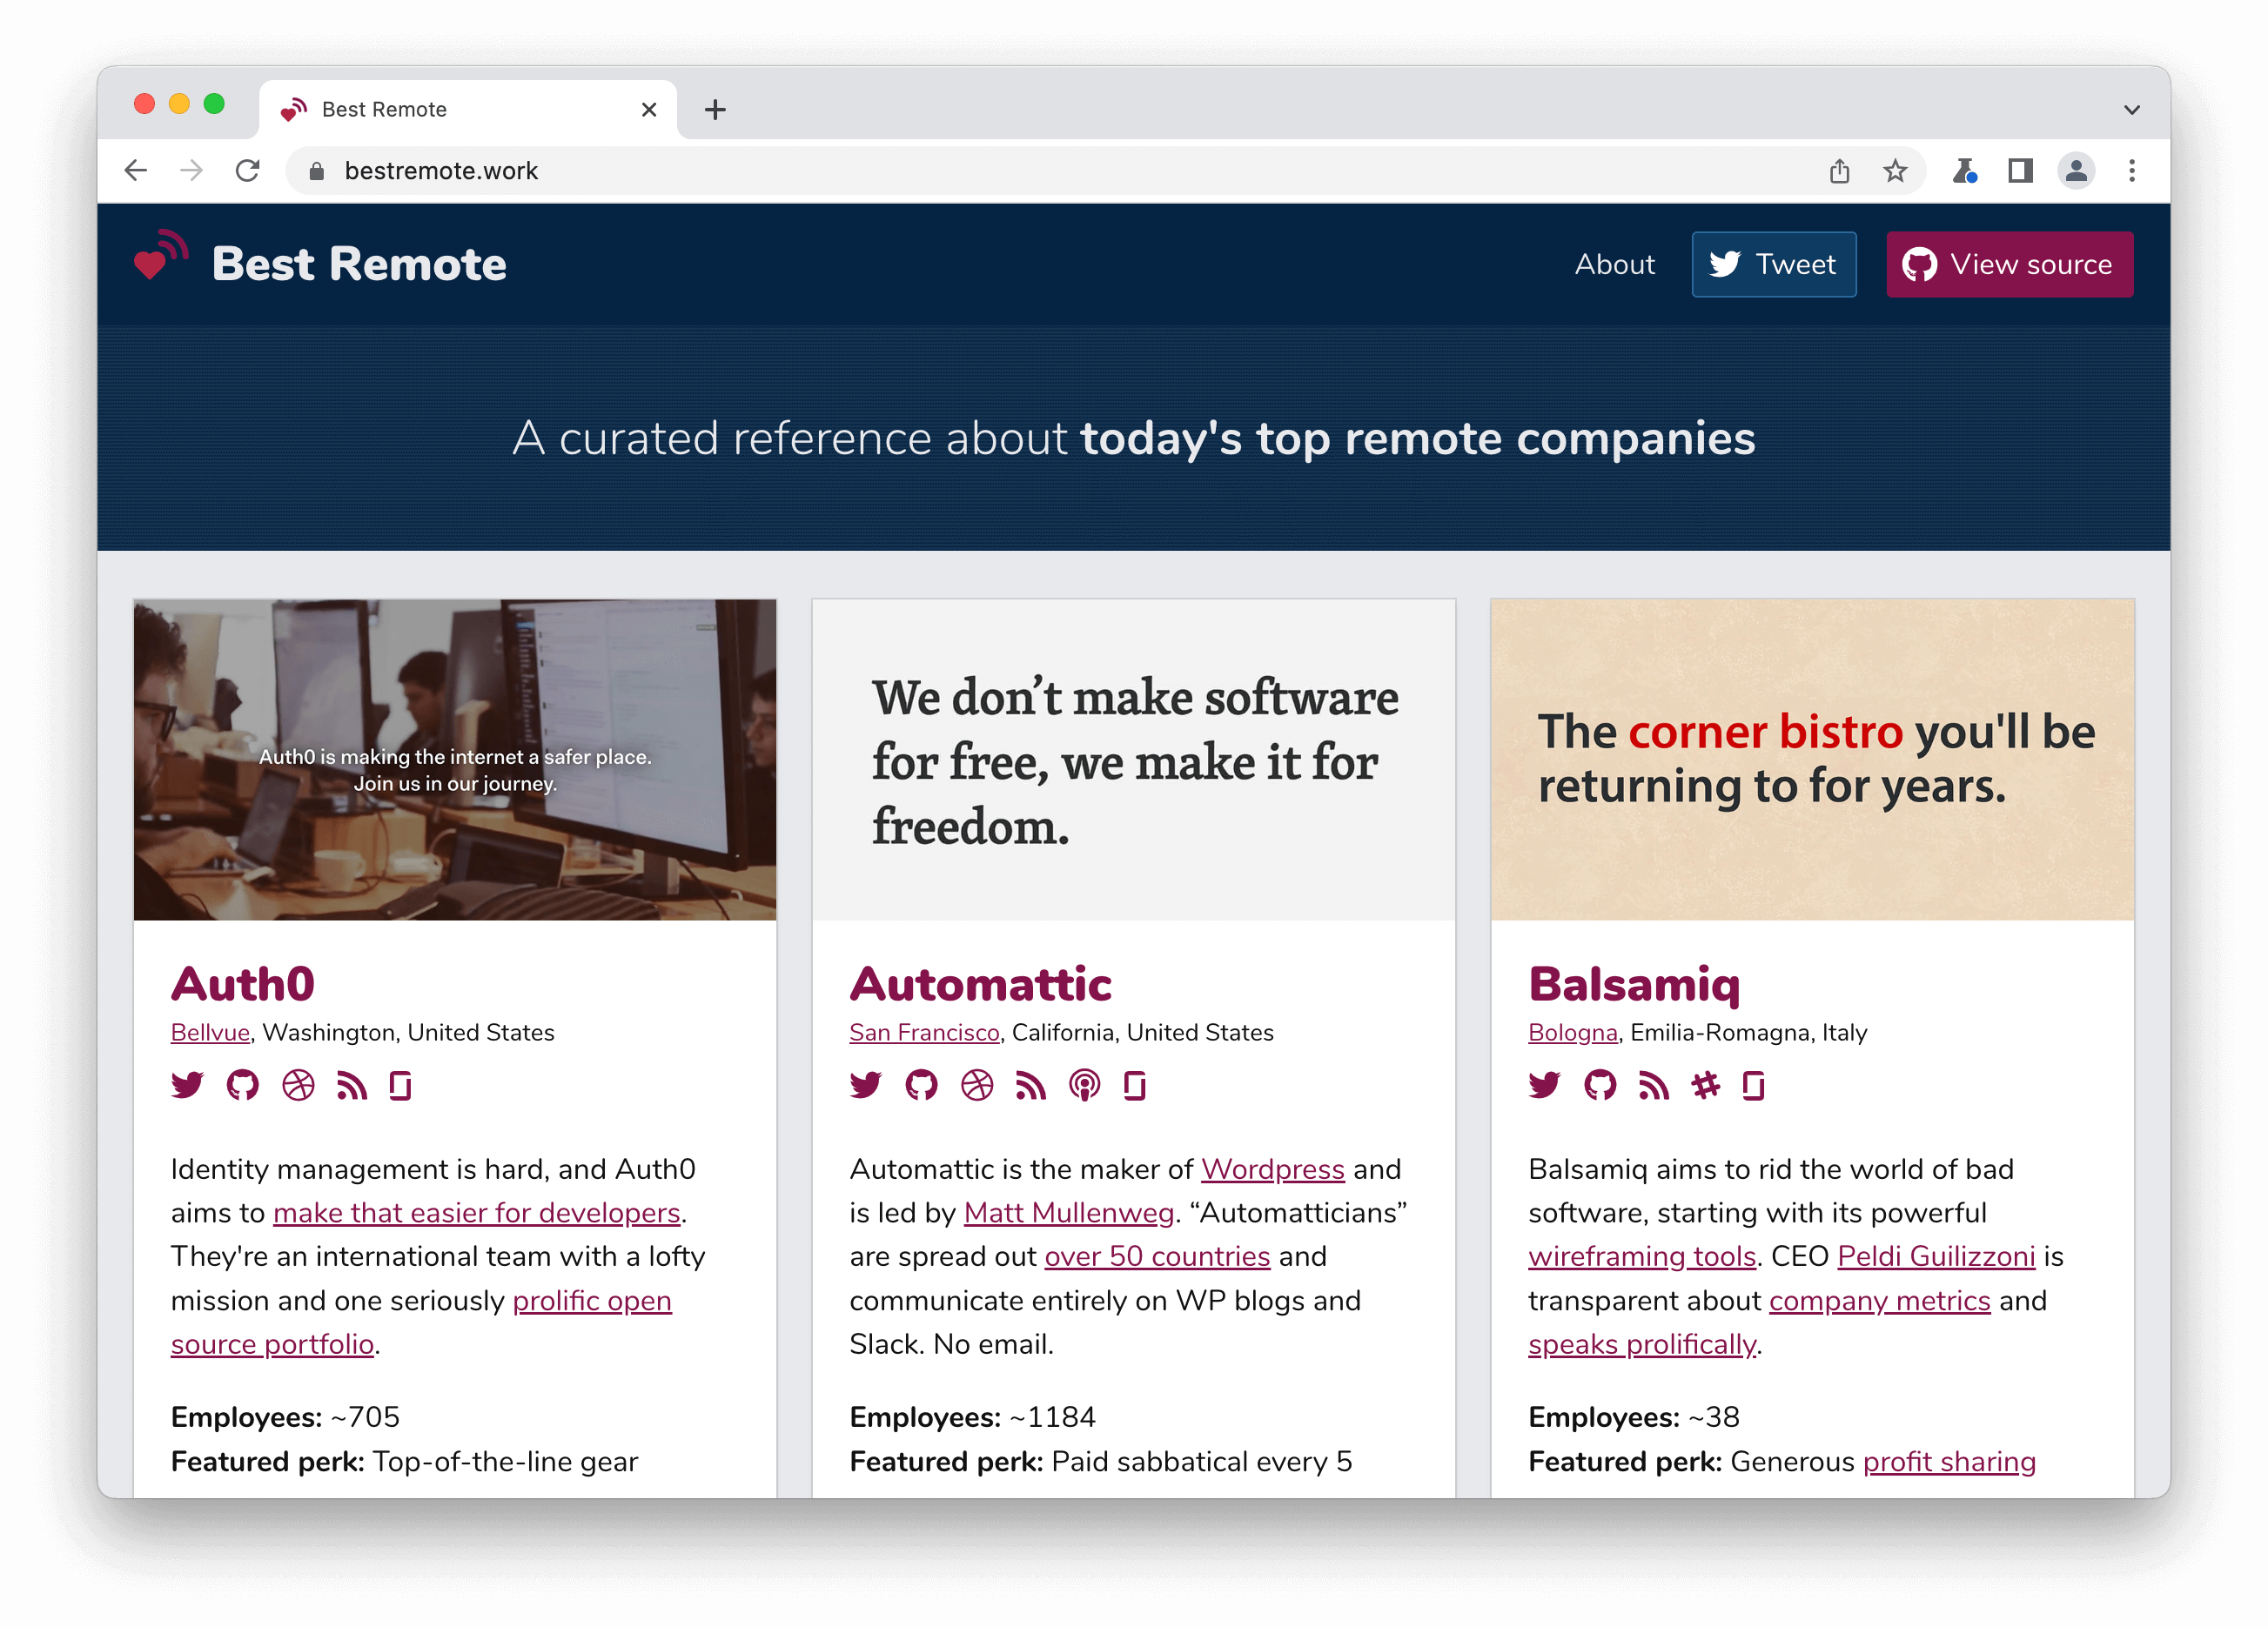 Best Remote
bestremote.work
Best Remote
About
Tweet
View source
A curated reference about today's top remote companies
Auth0 is making the internet a safer place.
Join us in our journey.
Auth0
Bellvue, Washington, United States
Identity management is hard, and Auth0
aims to make that easier for developers.
They're an international team with a lofty
mission and one seriously prolific open
source portfolio.
Employees: ~705
Featured perk: Top-of-the-line gear
We don’t make software
for free, we make it for
freedom.
Automattic
San Francisco, California, United States
Automattic is the maker of Wordpress and
is led by Matt Mullenweg. “Automatticians”
are spread out over 50 countries and
communicate entirely on WP blogs and
Slack. No email.
Employees: ~1184
Featured perk: Paid sabbatical every 5
The corner bistro you'll be
returning to for years.
Balsamiq
Bologna, Emilia-Romagna, Italy
Balsamiq aims to rid the world of bad
software, starting with its powerful
wireframing tools. CEO Peldi Guilizzoni is
transparent about company metrics and
speaks prolifically.
Employees: ~38
Featured perk: Generous profit sharing